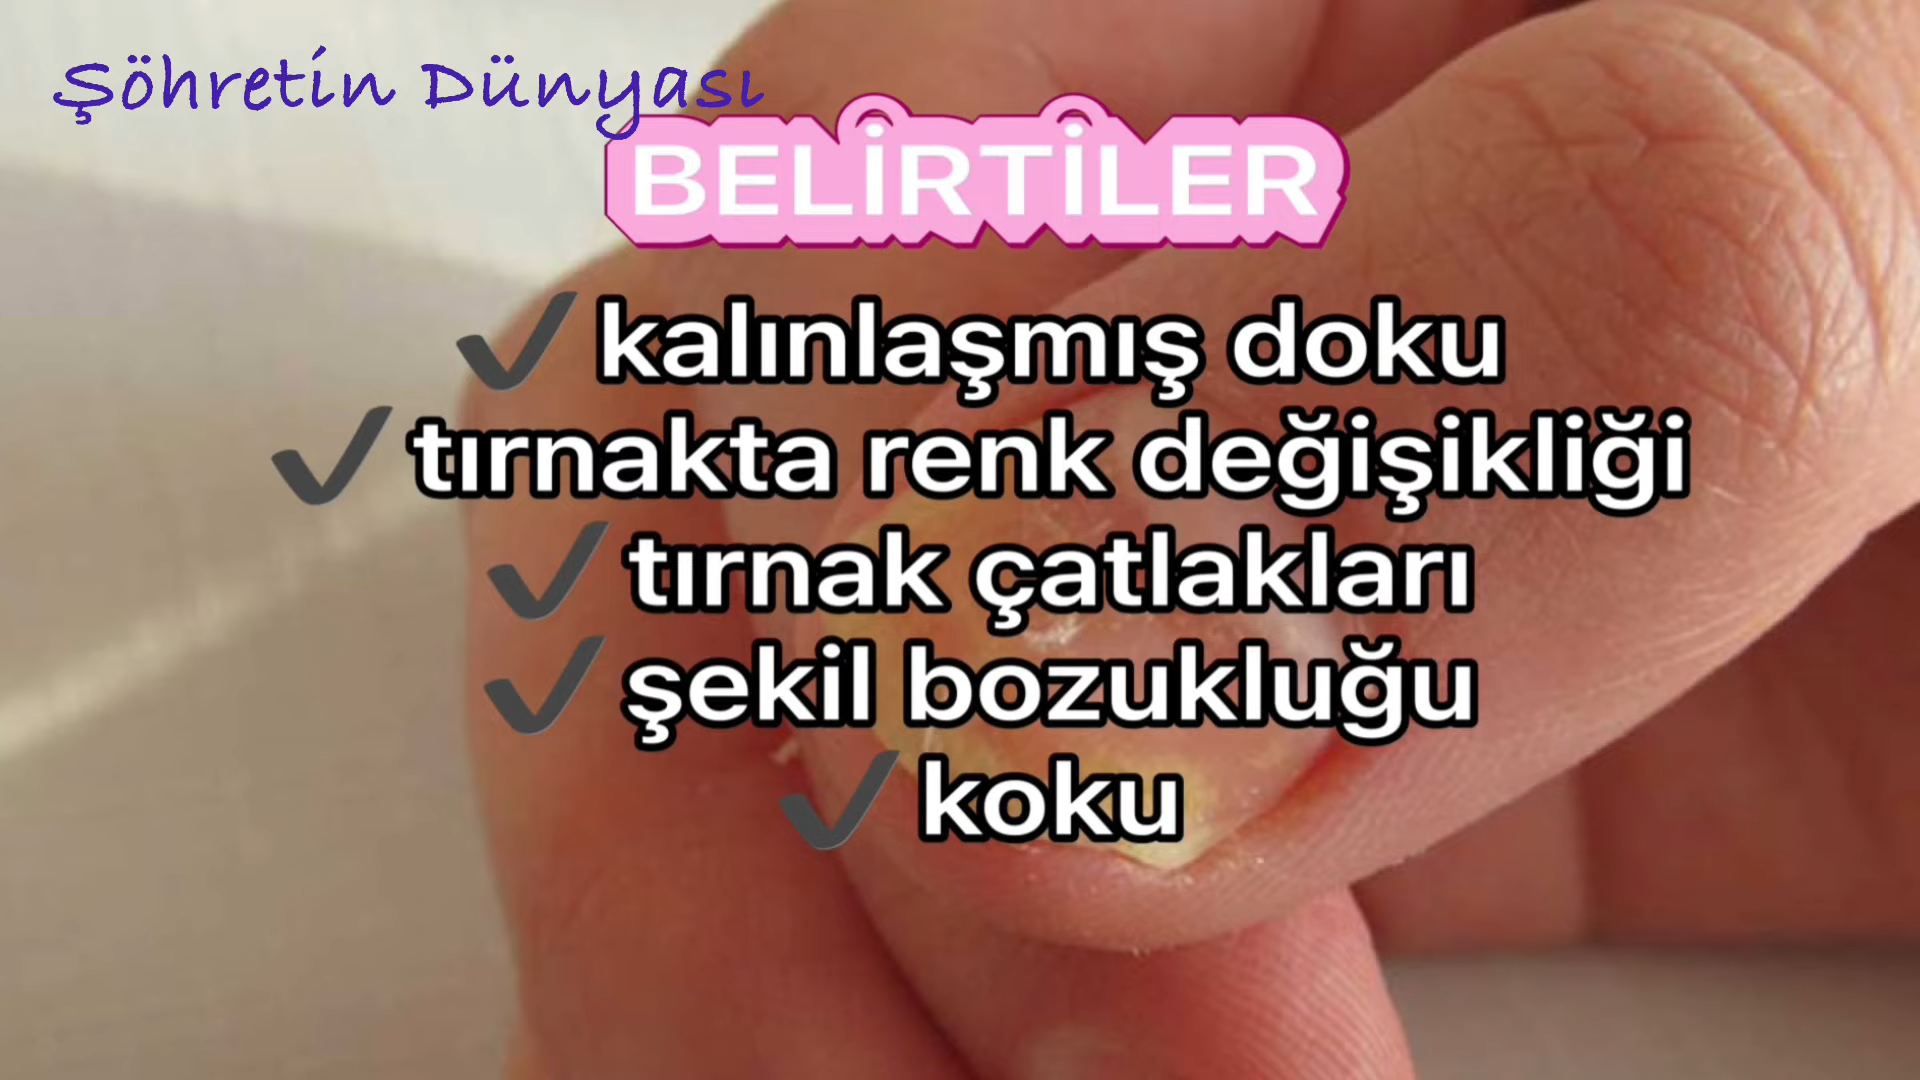 Şöhretin Dünyası
BELİRTİLER
✔ kalınlaşmış doku
✔ tırnakta renk değişikliği
✔ tırnak çatlakları
✔ şekil bozukluğu
✔ koku